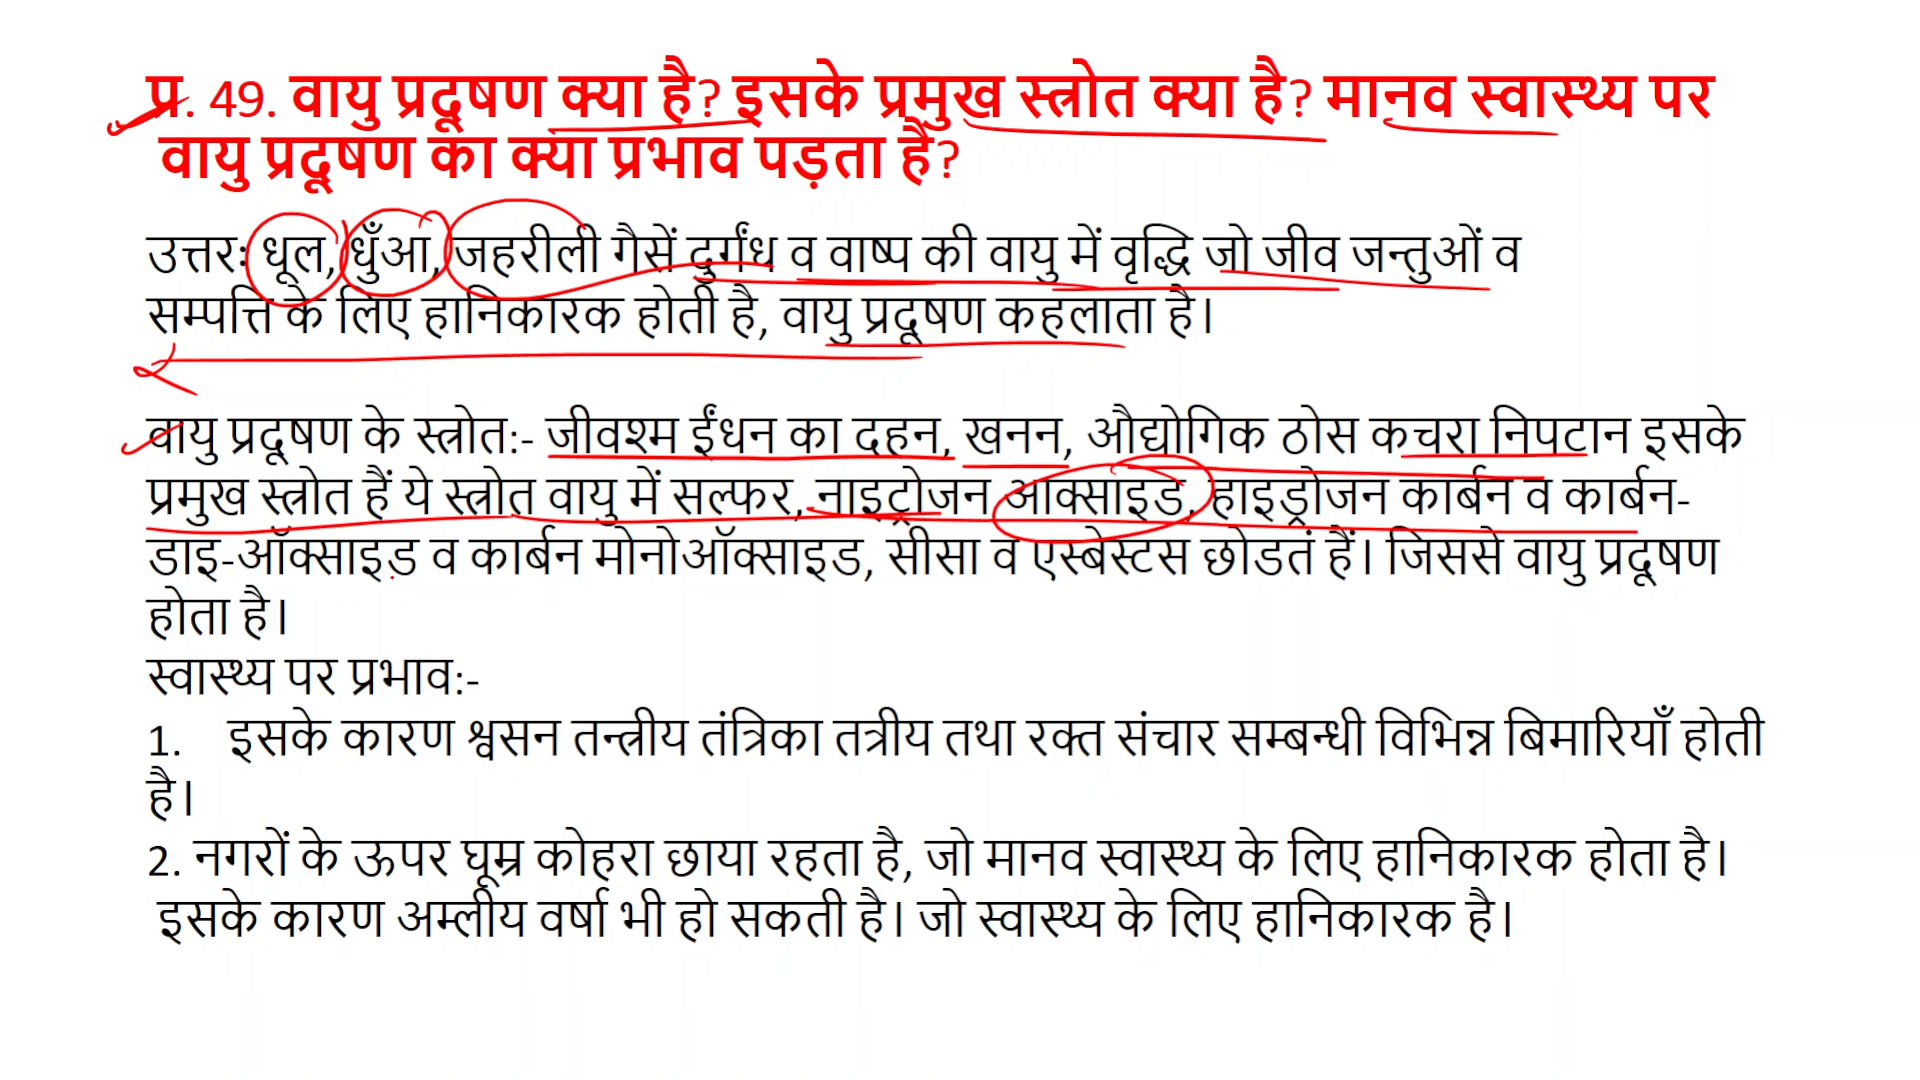 प्र. 49. वायु प्रदूषण क्या है? इसके प्रमुख स्त्रोत क्या है? मानव स्वास्थ्य पर
वायु प्रदूषण का क्या प्रभाव पड़ता है?
उत्तरः धूल, धुँआ, जहरीली गैसें दुर्गंध व वाष्प की वायु में वृद्धि जो जीव जन्तुओं व
सम्पत्ति के लिए हानिकारक होती है, वायु प्रदूषण कहलाता है।
वायु प्रदूषण के स्त्रोत:- जीवश्म ईंधन का दहन, खनन, औद्योगिक ठोस कचरा निपटान इसके
प्रमुख स्त्रोत हैं ये स्त्रोत वायु में सल्फर, नाइट्रोजन आक्साइड, हाइड्रोजन कार्बन व कार्बन-
डाइ-ऑक्साइड़ व कार्बन मोनोऑक्साइड, सीसा व एस्बेस्टस छोडतं हैं। जिससे वायु प्रदूषण
होता है।
स्वास्थ्य पर प्रभाव:-
1. इसके कारण श्वसन तन्त्रीय तंत्रिका तत्रीय तथा रक्त संचार सम्बन्धी विभिन्न बिमारियाँ होती
है।
2. नगरों के ऊपर घूम्र कोहरा छाया रहता है, जो मानव स्वास्थ्य के लिए हानिकारक होता है।
इसके कारण अम्लीय वर्षा भी हो सकती है। जो स्वास्थ्य के लिए हानिकारक है।